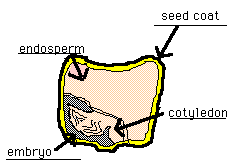 seed coat
endosperm
cotyledon
embryo